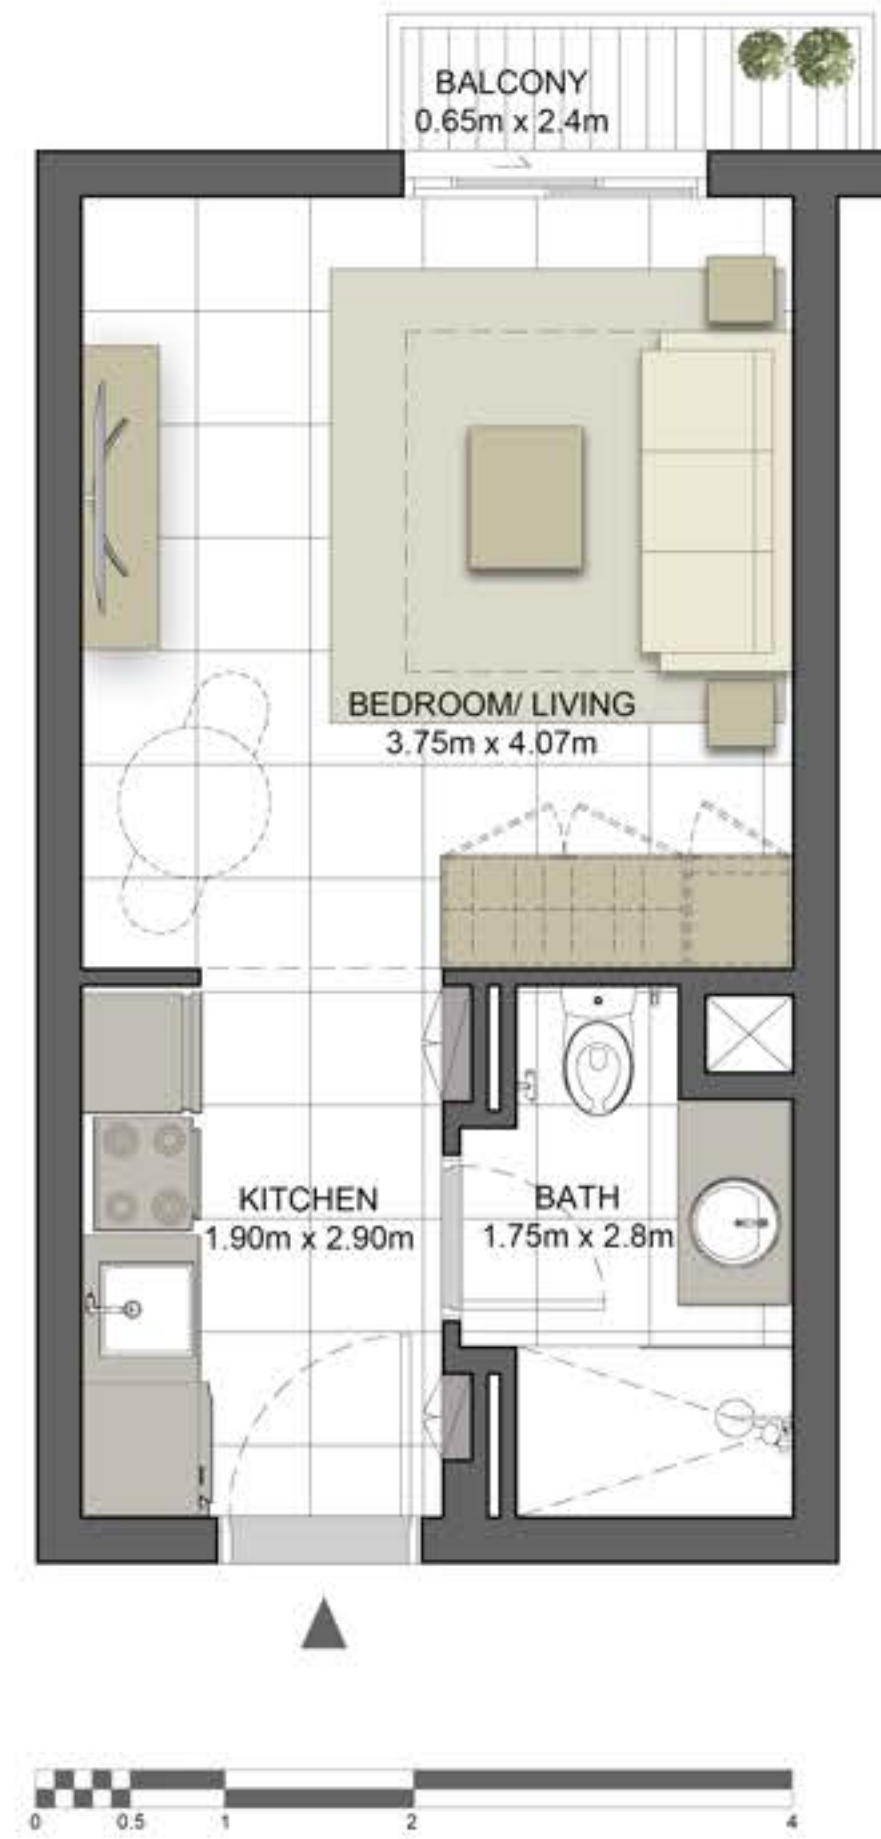 BALCONY
0.65m x 2.4m
BEDROOM/ LIVING
3.75m x 4.07m
KITCHEN
1.90m x 2.90m
BATH
1.75m x 2.8m
0 0.5 1 2 4